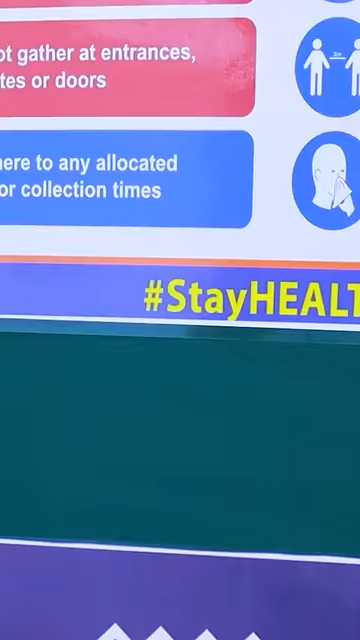 ot gather at entrances,
tes or doors
here to any allocated
or collection times
#StayHEALT